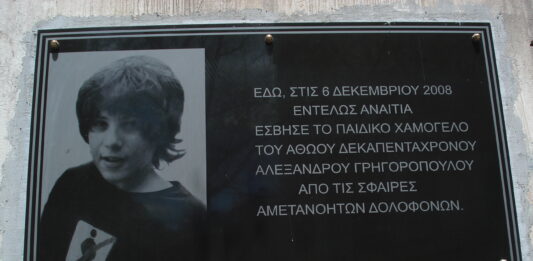 ΕΔΩ, ΣΤΙΣ 6 ΔΕΚΕΜΒΡΙΟΥ 2008
ΕΝΤΕΛΩΣ ΑΝΑΙΤΙΑ
ΕΣΒΗΣΕ ΤΟ ΠΑΙΔΙΚΟ ΧΑΜΟΓΕΛΟ
ΤΟΥ ΑΘΩΟΥ ΔΕΚΑΠΕΝΤΑΧΡΟΝΟΥ
ΑΛΕΞΑΝΔΡΟΥ ΓΡΗΓΟΡΟΠΟΥΛΟΥ
ΑΠΟ ΤΙΣ ΣΦΑΙΡΕΣ
ΑΜΕΤΑΝΟΗΤΩΝ ΔΟΛΟΦΟΝΩΝ.